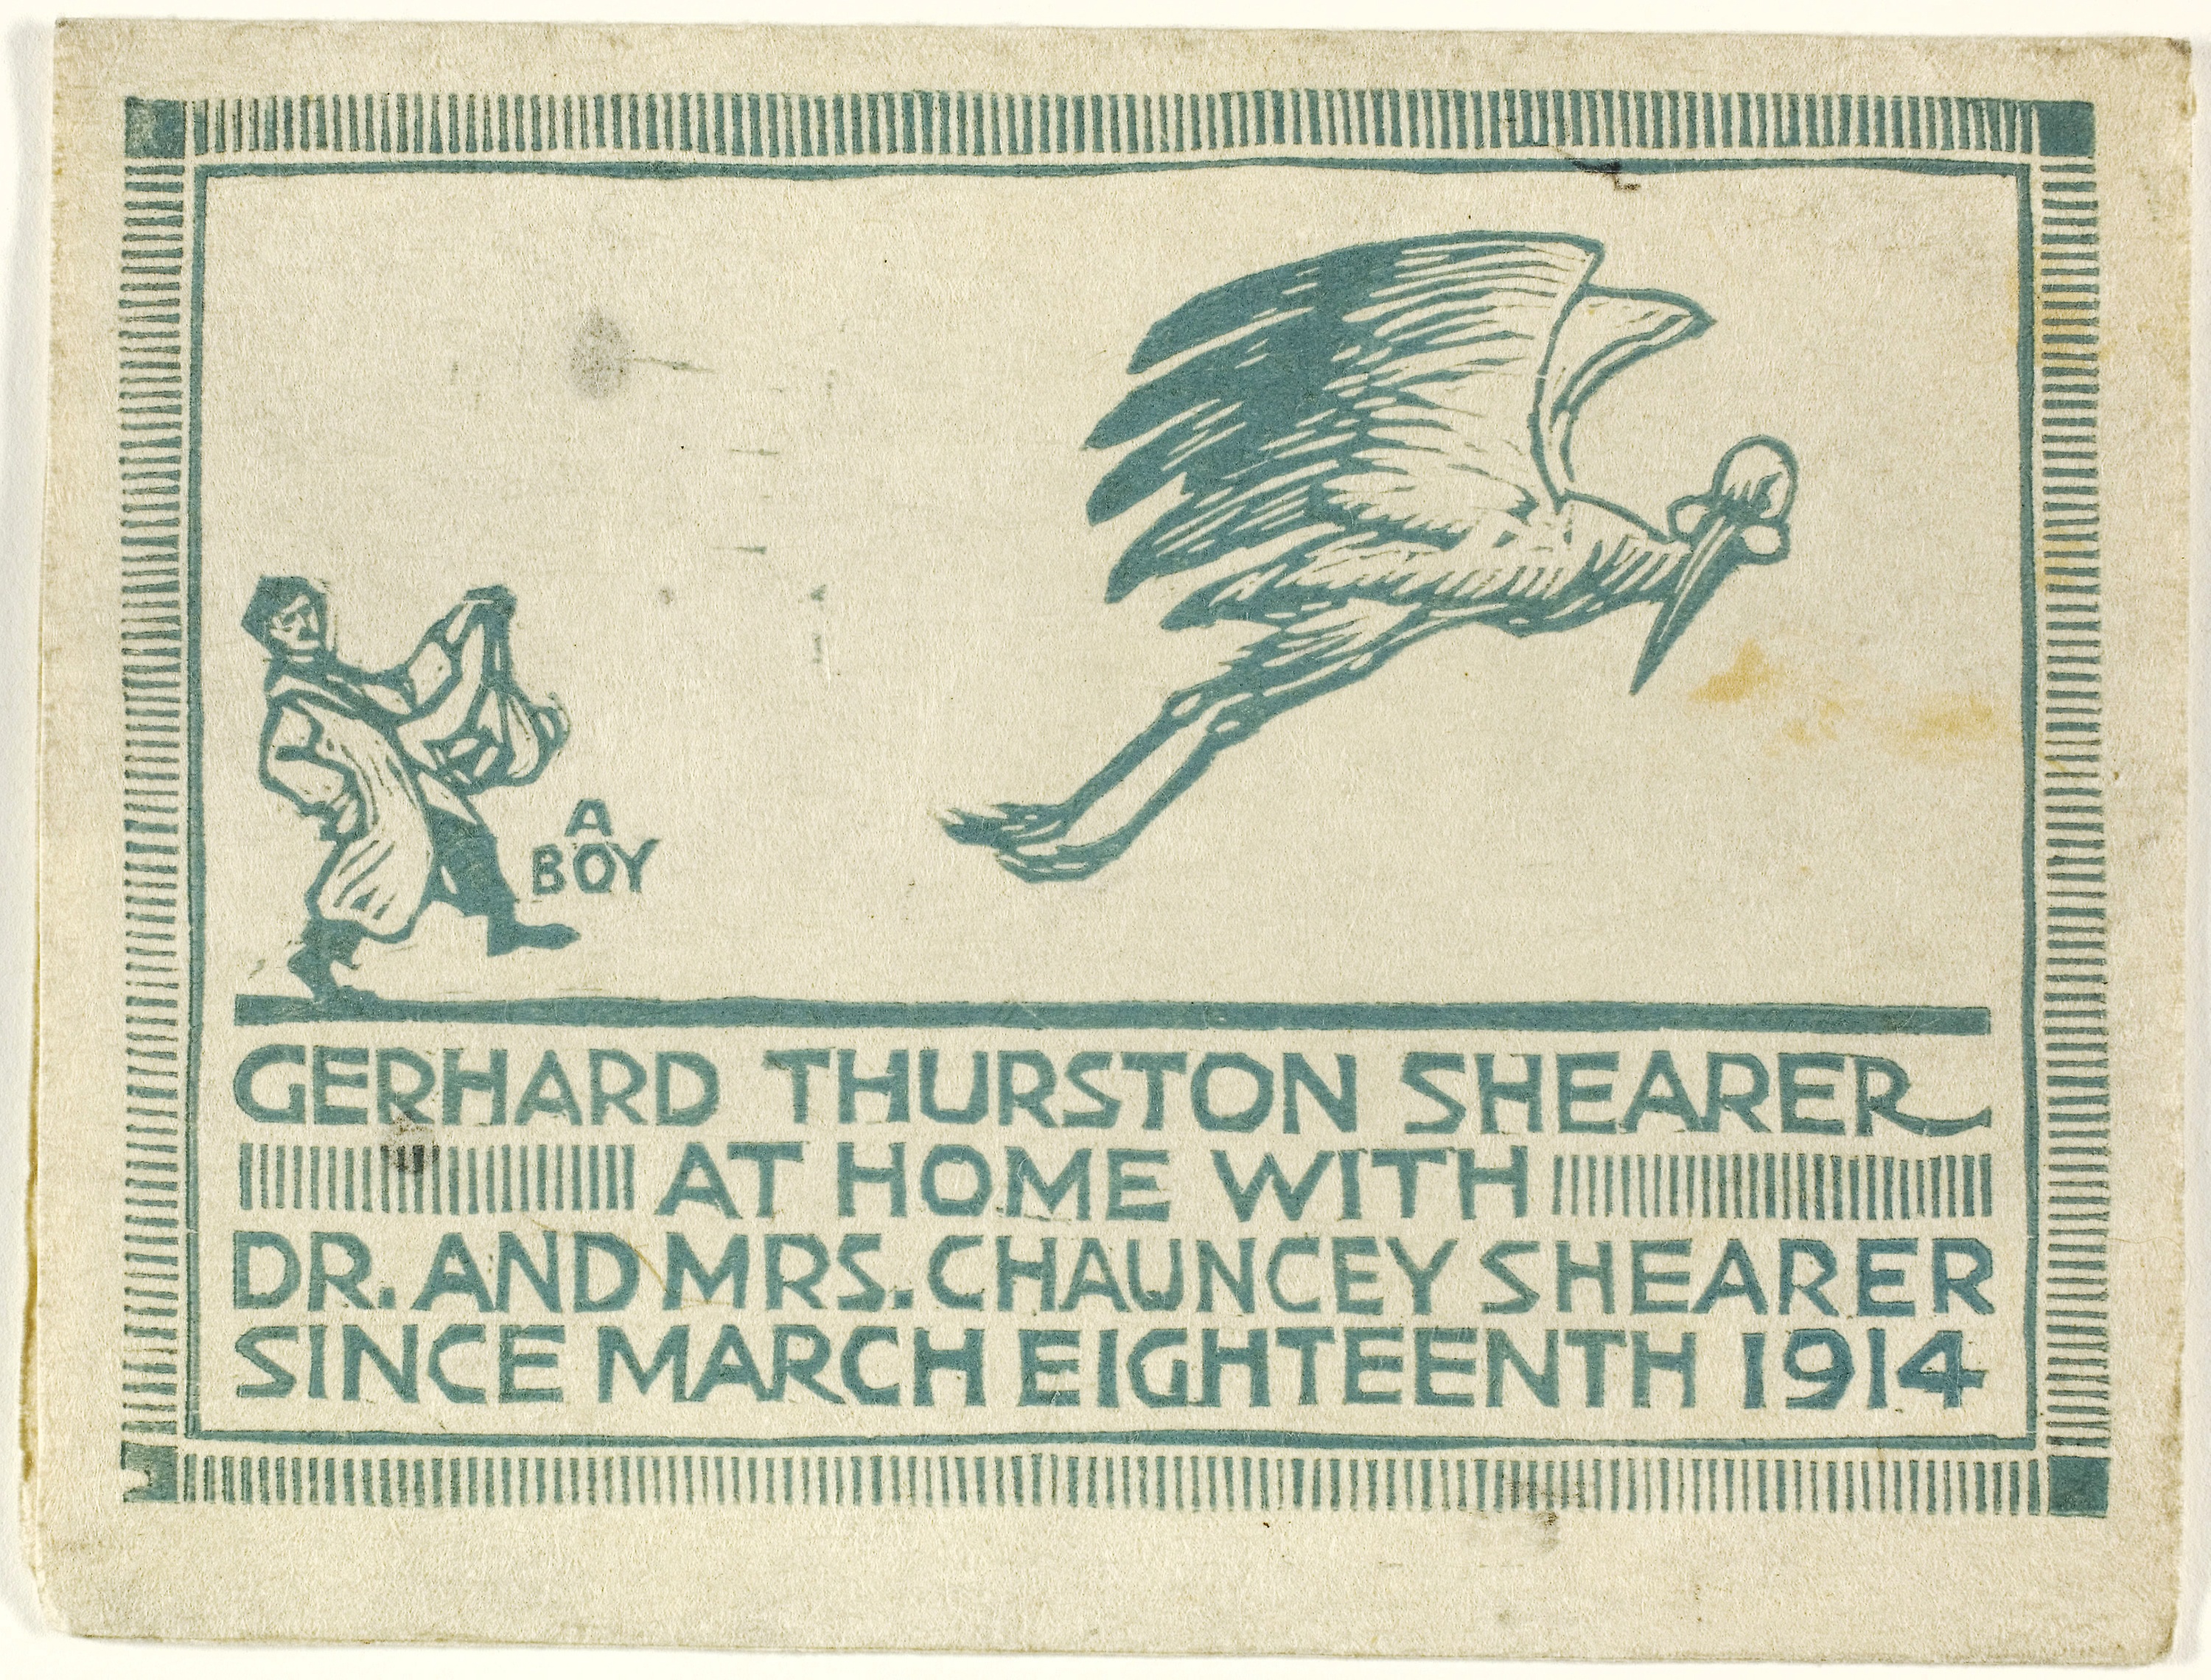 A
BOY
GERHARD THURSTON SHEARER
AT HOME WITH
DR. AND MRS. CHAUNCEY SHEARER
SINCE MARCH EIGHTEENTH 1914